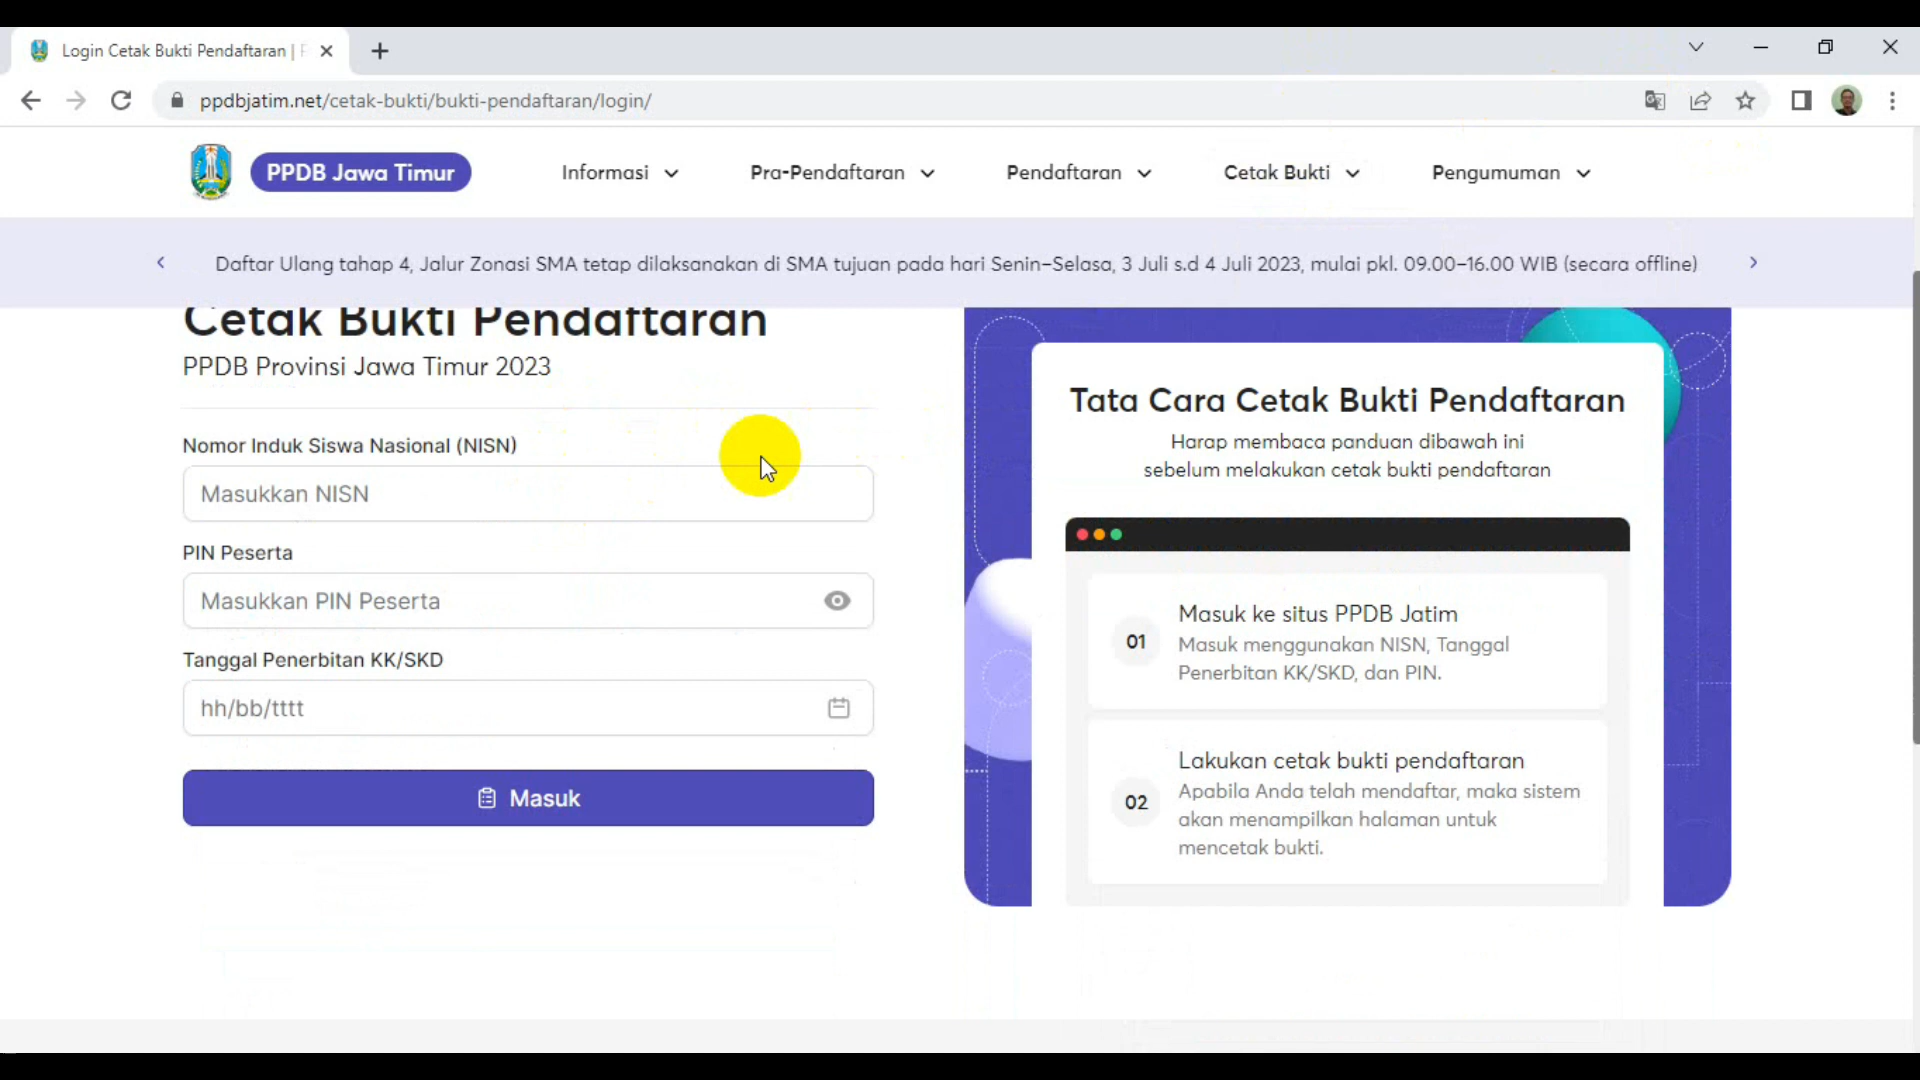 Login Cetak Bukti Pendaftaran |
ppdbjatim.net/cetak-bukti/bukti-pendaftaran/login/
PPDB Jawa Timur
Informasi
Pra-Pendaftaran
Pendaftaran
Cetak Bukti
Pengumuman
Daftar Ulang tahap 4, Jalur Zonasi SMA tetap dilaksanakan di SMA tujuan pada hari Senin-Selasa, 3 Juli s.d 4 Juli 2023, mulai pkl. 09.00-16.00 WIB (secara offline)
Cetak Bukti Pendaftaran
PPDB Provinsi Jawa Timur 2023
Nomor Induk Siswa Nasional (NISN)
Masukkan NISN
PIN Peserta
Masukkan PIN Peserta
Tanggal Penerbitan KK/SKD
hh/bb/tttt
Masuk
Tata Cara Cetak Bukti Pendaftaran
Harap membaca panduan dibawah ini
sebelum melakukan cetak bukti pendaftaran
01
Masuk ke situs PPDB Jatim
Masuk menggunakan NISN, Tanggal
Penerbitan KK/SKD, dan PIN.
02
Lakukan cetak bukti pendaftaran
Apabila Anda telah mendaftar, maka sistem
akan menampilkan halaman untuk
mencetak bukti.